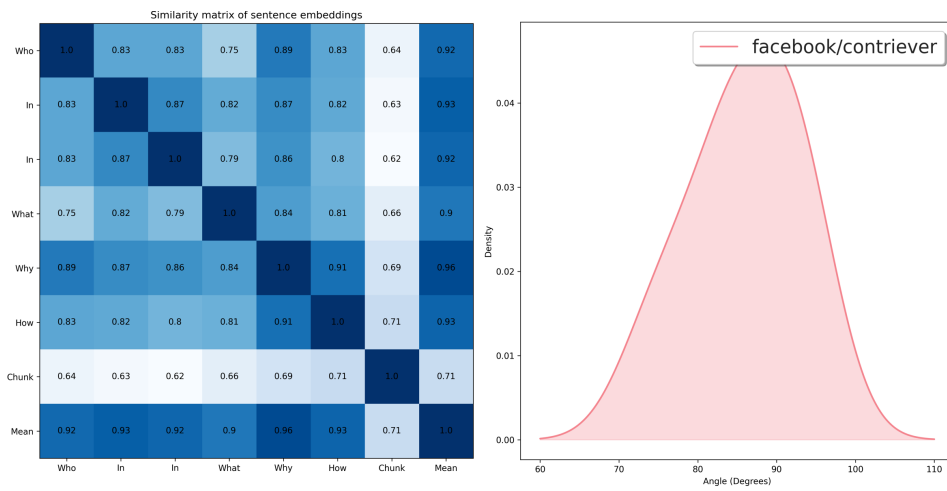 Similarity matrix of sentence embeddings
Who 1.0 0.83 0.83 0.75 0.89 0.83 0.64 0.92
In 0.83 1.0 0.87 0.82 0.87 0.82 0.63 0.93
In 0.83 0.87 1.0 0.79 0.86 0.8 0.62 0.92
What 0.75 0.82 0.79 1.0 0.84 0.81 0.66 0.9
Why 0.89 0.87 0.86 0.84 1.0 0.91 0.69 0.96
How 0.83 0.82 0.8 0.81 0.91 1.0 0.71 0.93
Chunk 0.64 0.63 0.62 0.66 0.69 0.71 1.0 0.71
Mean 0.92 0.93 0.92 0.9 0.96 0.93 0.71 1.0
Who In In What Why How Chunk Mean
facebook/contriever
0.04
0.03
0.02
0.01
0.00
Density
60 70 80 90 100 110
Angle (Degrees)